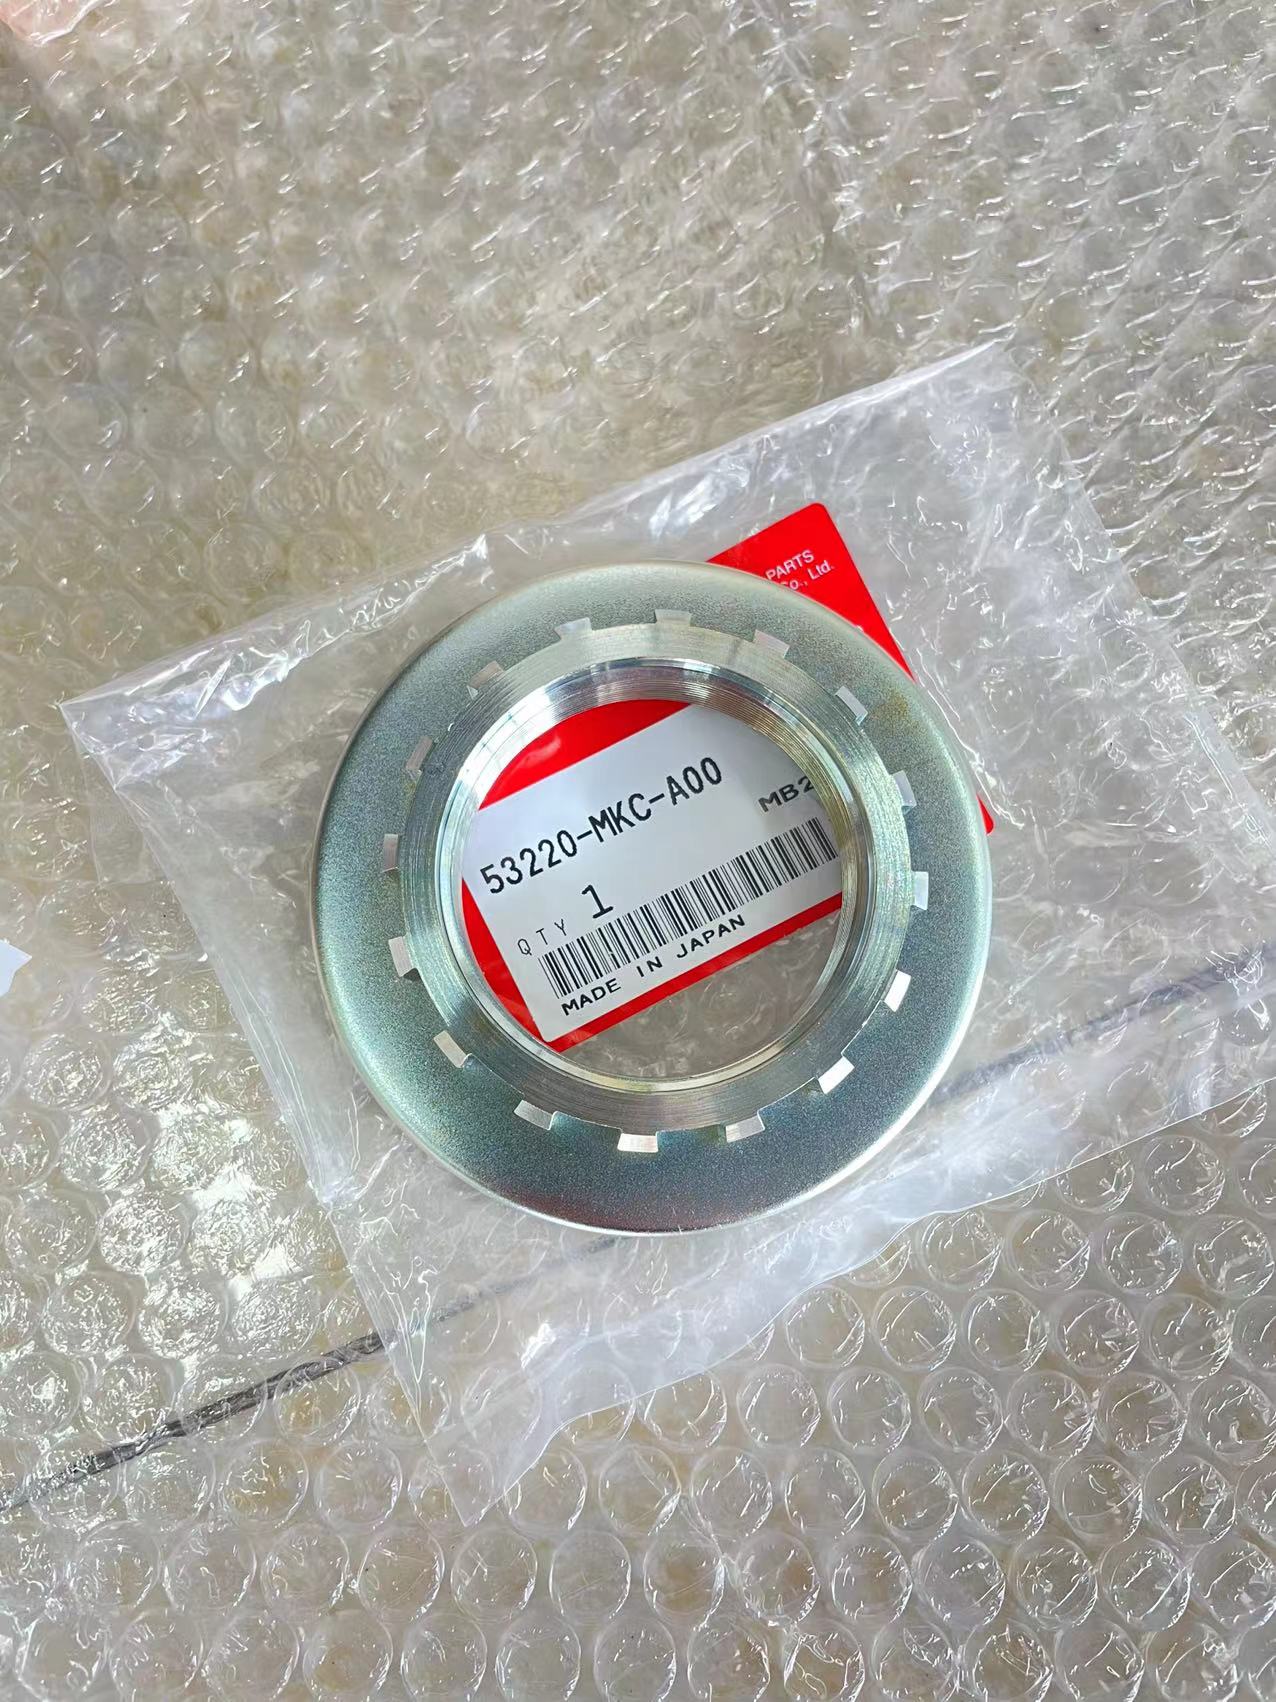 PARTS
Co., Ltd.
53220-MKC-A00
MB2
QTY 1
MADE IN JAPAN